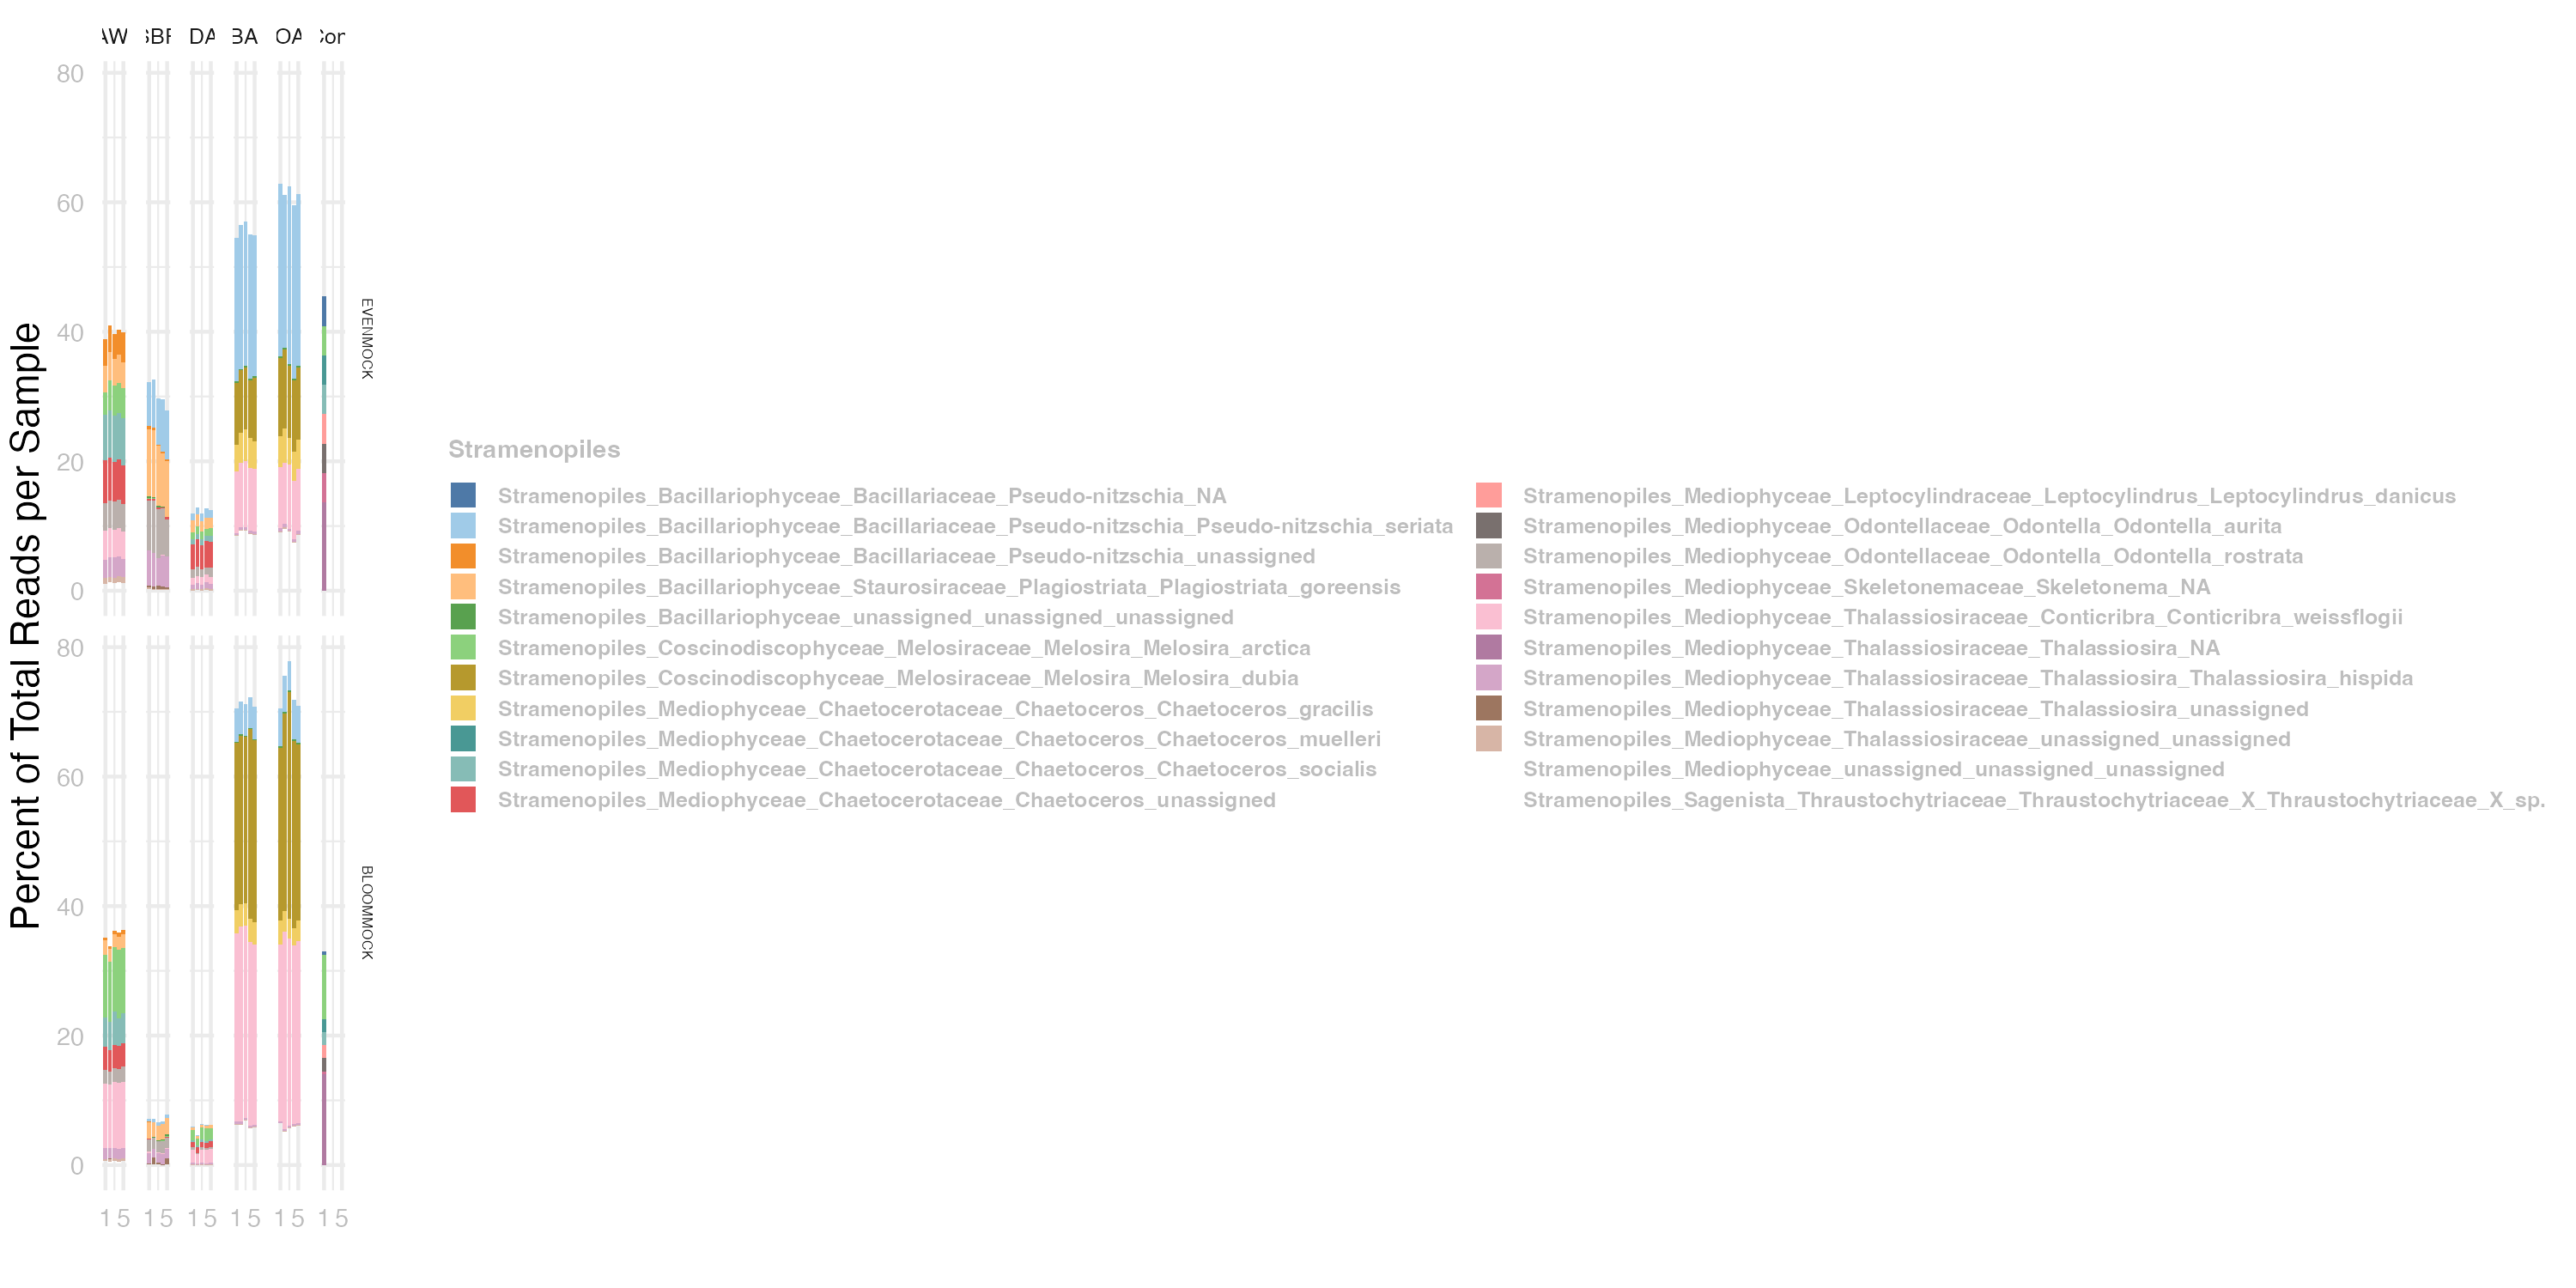 AW SBF DA BA OA Con
80
60
40
20
0
EVENMOCK
80
60
40
20
0
BLOOMMOCK
1 5 1 5 1 5 1 5 1 5 1 5
Percent of Total Reads per Sample
Stramenopiles
Stramenopiles_Bacillariophyceae_Bacillariaceae_Pseudo-nitzschia_NA
Stramenopiles_Bacillariophyceae_Bacillariaceae_Pseudo-nitzschia_Pseudo-nitzschia_seriata
Stramenopiles_Bacillariophyceae_Bacillariaceae_Pseudo-nitzschia_unassigned
Stramenopiles_Bacillariophyceae_Staurosiraceae_Plagiostriata_Plagiostriata_goreensis
Stramenopiles_Bacillariophyceae_unassigned_unassigned_unassigned
Stramenopiles_Coscinodiscophyceae_Melosiraceae_Melosira_Melosira_arctica
Stramenopiles_Coscinodiscophyceae_Melosiraceae_Melosira_Melosira_dubia
Stramenopiles_Mediophyceae_Chaetocerotaceae_Chaetoceros_Chaetoceros_gracilis
Stramenopiles_Mediophyceae_Chaetocerotaceae_Chaetoceros_Chaetoceros_muelleri
Stramenopiles_Mediophyceae_Chaetocerotaceae_Chaetoceros_Chaetoceros_socialis
Stramenopiles_Mediophyceae_Chaetocerotaceae_Chaetoceros_unassigned
Stramenopiles_Mediophyceae_Leptocylindraceae_Leptocylindrus_Leptocylindrus_danicus
Stramenopiles_Mediophyceae_Odontellaceae_Odontella_Odontella_aurita
Stramenopiles_Mediophyceae_Odontellaceae_Odontella_Odontella_rostrata
Stramenopiles_Mediophyceae_Skeletonemaceae_Skeletonema_NA
Stramenopiles_Mediophyceae_Thalassiosiraceae_Conticribra_Conticribra_weissflogii
Stramenopiles_Mediophyceae_Thalassiosiraceae_Thalassiosira_NA
Stramenopiles_Mediophyceae_Thalassiosiraceae_Thalassiosira_Thalassiosira_hispida
Stramenopiles_Mediophyceae_Thalassiosiraceae_Thalassiosira_unassigned
Stramenopiles_Mediophyceae_Thalassiosiraceae_unassigned_unassigned
Stramenopiles_Mediophyceae_unassigned_unassigned_unassigned
Stramenopiles_Sagenista_Thraustochytriaceae_Thraustochytriaceae_X_Thraustochytriaceae_X_sp.